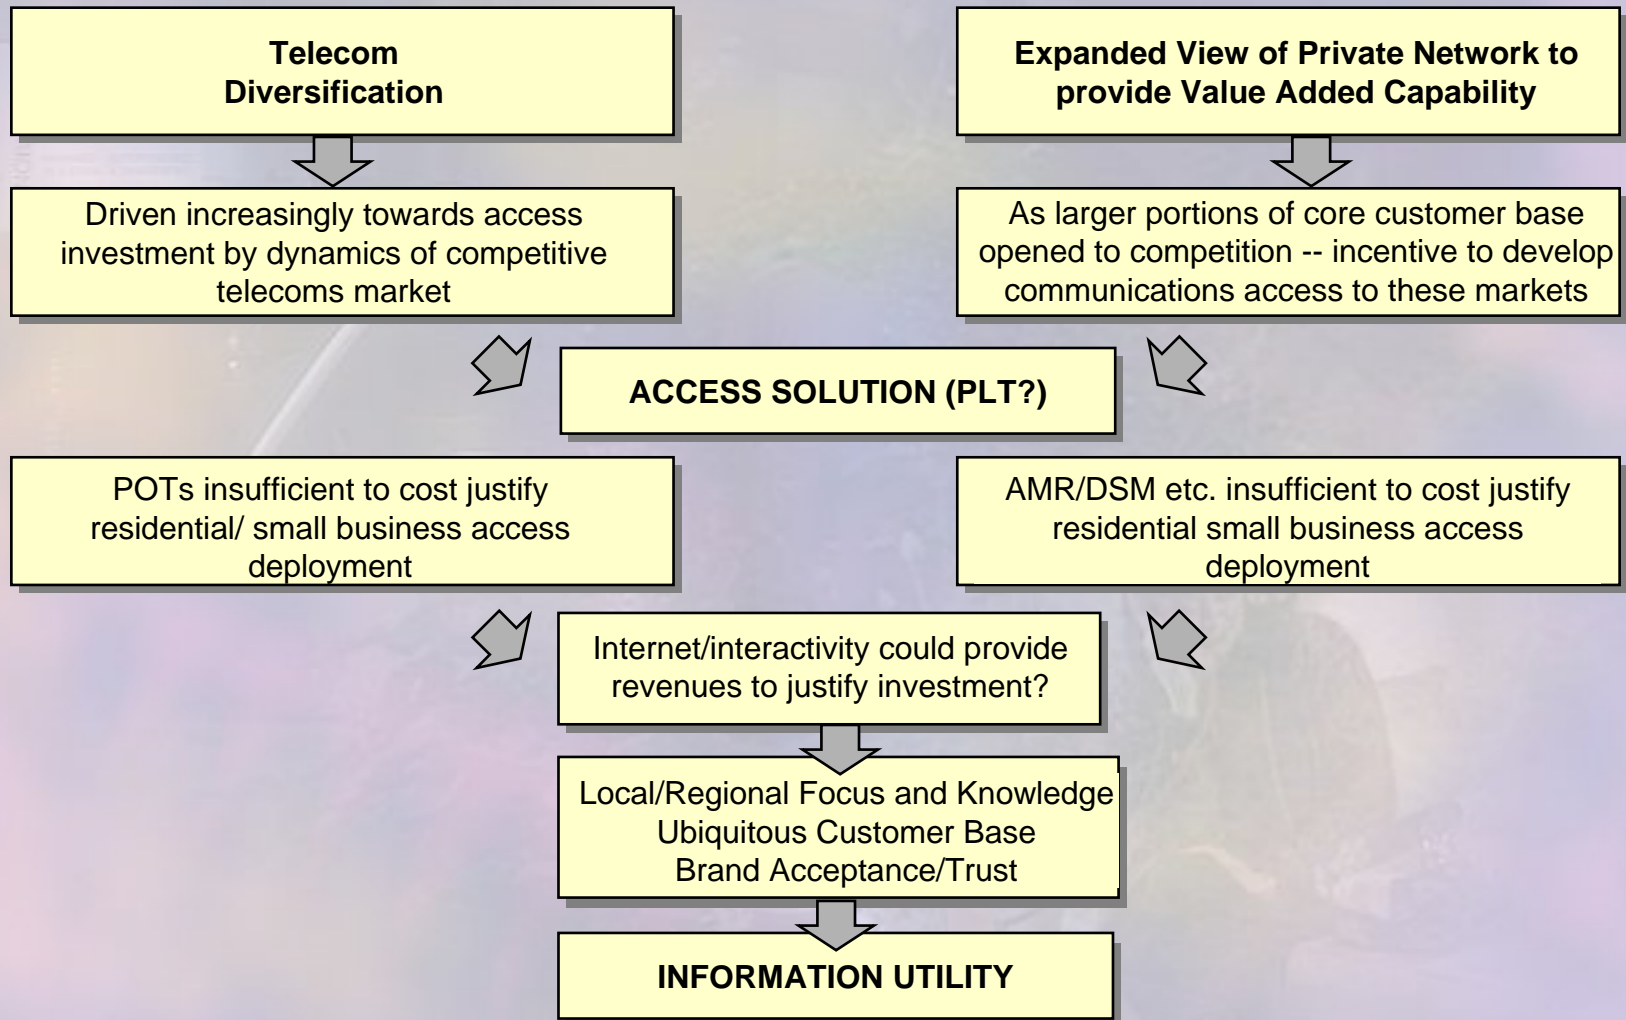 Telecom
Diversification
Expanded View of Private Network to
provide Value Added Capability
Driven increasingly towards access
investment by dynamics of competitive
telecoms market
As larger portions of core customer base
opened to competition -- incentive to develop
communications access to these markets
ACCESS SOLUTION (PLT?)
POTs insufficient to cost justify
residential/ small business access
deployment
AMR/DSM etc. insufficient to cost justify
residential small business access
deployment
Internet/interactivity could provide
revenues to justify investment?
Local/Regional Focus and Knowledge
Ubiquitous Customer Base
Brand Acceptance/Trust
INFORMATION UTILITY